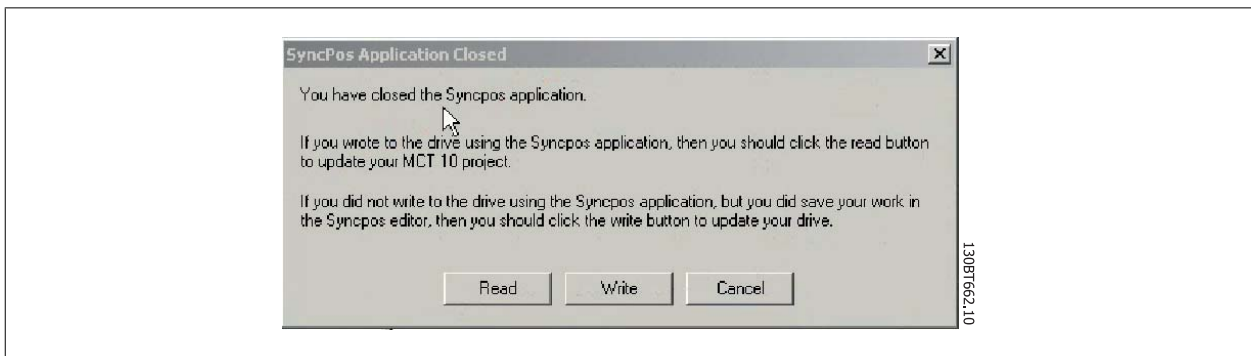 SyncPos Application Closed
You have closed the Syncpos application.
If you wrote to the drive using the Syncpos application, then you should click the read button
to update your MCT 10 project.
If you did not write to the drive using the Syncpos application, but you did save your work in
the Syncpos editor, then you should click the write button to update your drive.
Read Write Cancel
130BT662.10